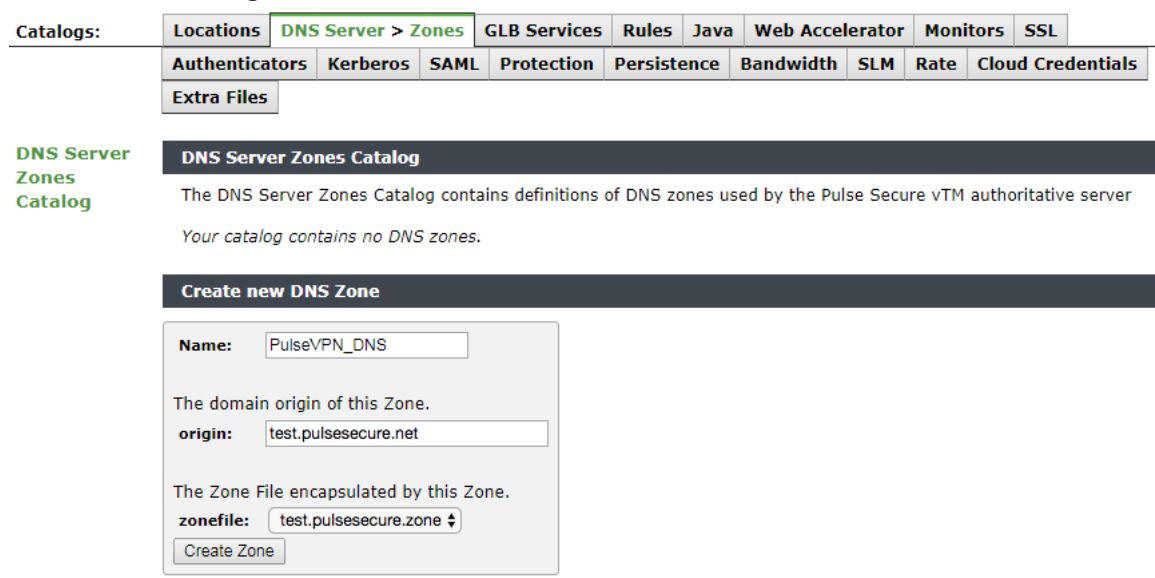 Catalogs: Locations DNS Server > Zones GLB Services Rules Java Web Accelerator Monitors SSL
Authenticators Kerberos SAML Protection Persistence Bandwidth SLM Rate Cloud Credentials
Extra Files
DNS Server
Zones
Catalog
DNS Server Zones Catalog
The DNS Server Zones Catalog contains definitions of DNS zones used by the Pulse Secure vTM authoritative server
Your catalog contains no DNS zones.
Create new DNS Zone
Name: PulseVPN_DNS
The domain origin of this Zone.
origin: test.pulsesecure.net
The Zone File encapsulated by this Zone.
zonefile: test.pulsesecure.zone
Create Zone